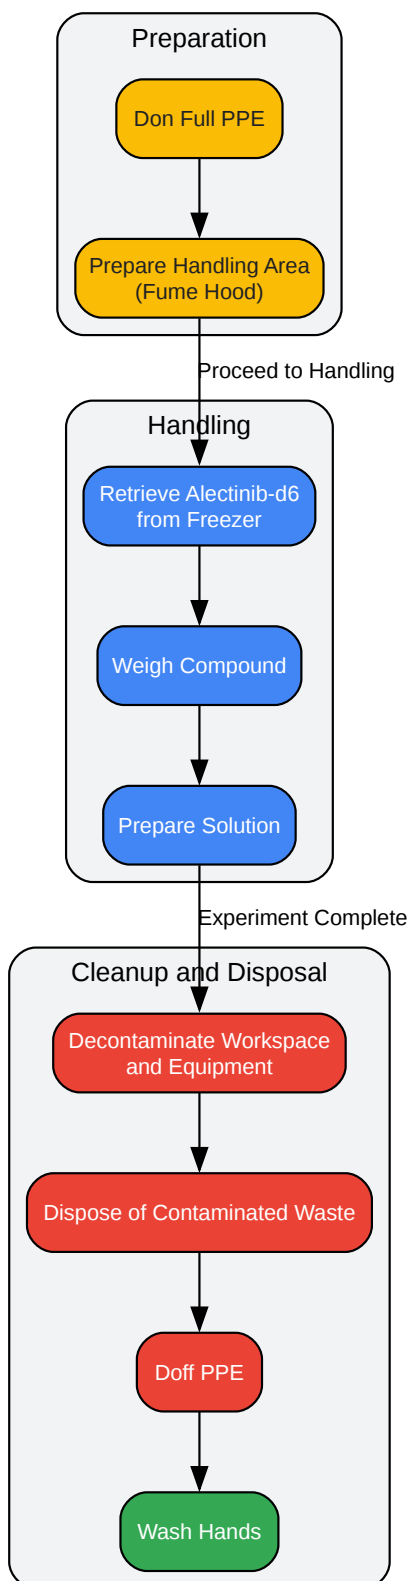 Preparation
Don Full PPE
Prepare Handling Area
(Fume Hood)
Proceed to Handling
Handling
Retrieve Alectinib-d6
from Freezer
Weigh Compound
Prepare Solution
Experiment Complete
Cleanup and Disposal
Decontaminate Workspace
and Equipment
Dispose of Contaminated Waste
Doff PPE
Wash Hands